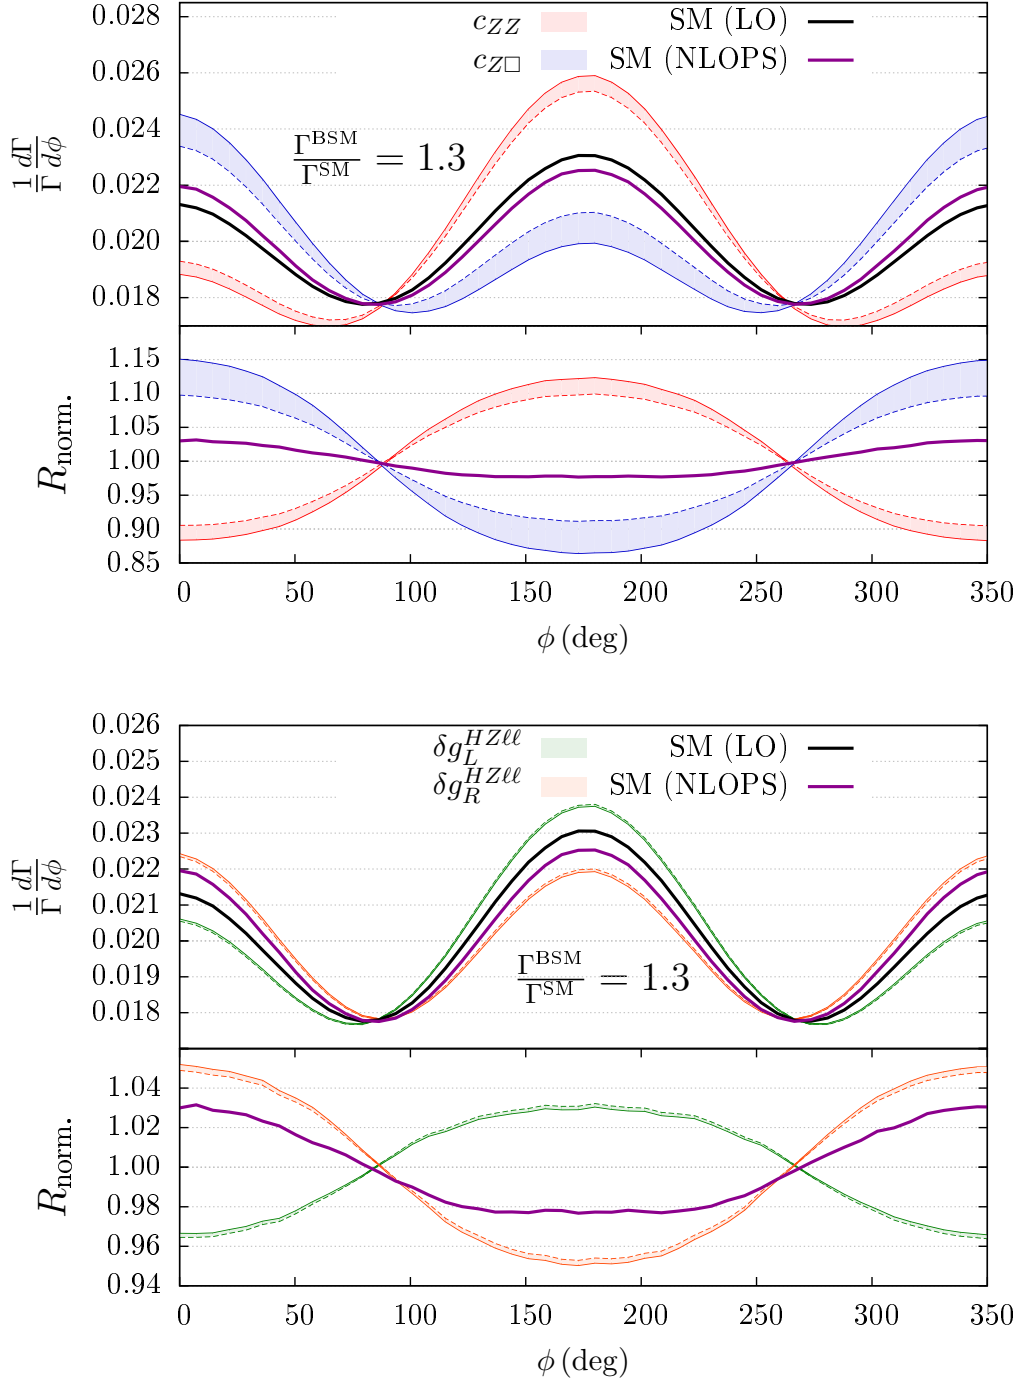 0.028
0.026
0.024
0.022
0.020
0.018
1/Γ dΓ/dϕ
c_{ZZ} SM (LO)
c_{Z□} SM (NLOPS)
Γ^{BSM}/Γ^{SM} = 1.3
1.15
1.10
1.05
1.00
0.95
0.90
0.85
R_{norm.}
0 50 100 150 200 250 300 350
ϕ (deg)
0.026
0.025
0.024
0.023
0.022
0.021
0.020
0.019
0.018
1/Γ dΓ/dϕ
δg_L^{HZℓℓ} SM (LO)
δg_R^{HZℓℓ} SM (NLOPS)
Γ^{BSM}/Γ^{SM} = 1.3
1.04
1.02
1.00
0.98
0.96
0.94
R_{norm.}
0 50 100 150 200 250 300 350
ϕ (deg)